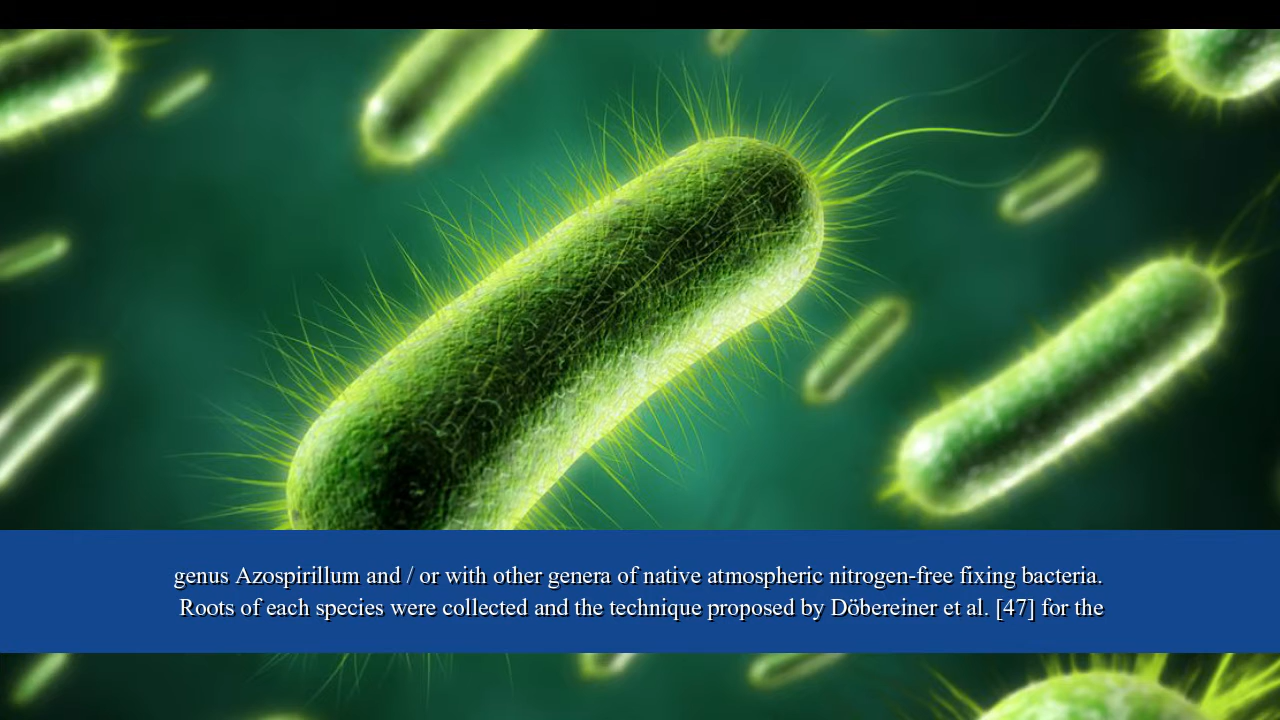 genus Azospirillum and / or with other genera of native atmospheric nitrogen-free fixing bacteria.
Roots of each species were collected and the technique proposed by Döbereiner et al. [47] for the